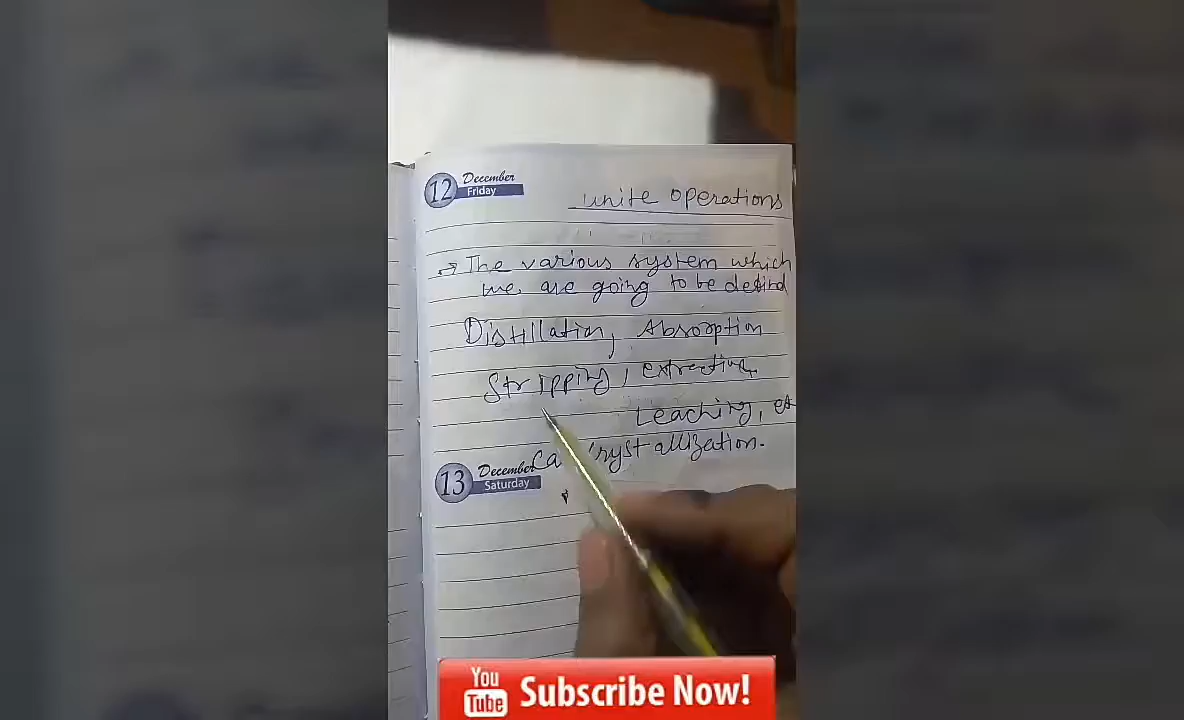 12 December
Friday
unite operations
→ The various system which
we are going to be
Distillation, Absorption
Stripping, extraction
Leaching,
crystallization.
13 December
Saturday
You
Tube
Subscribe Now!